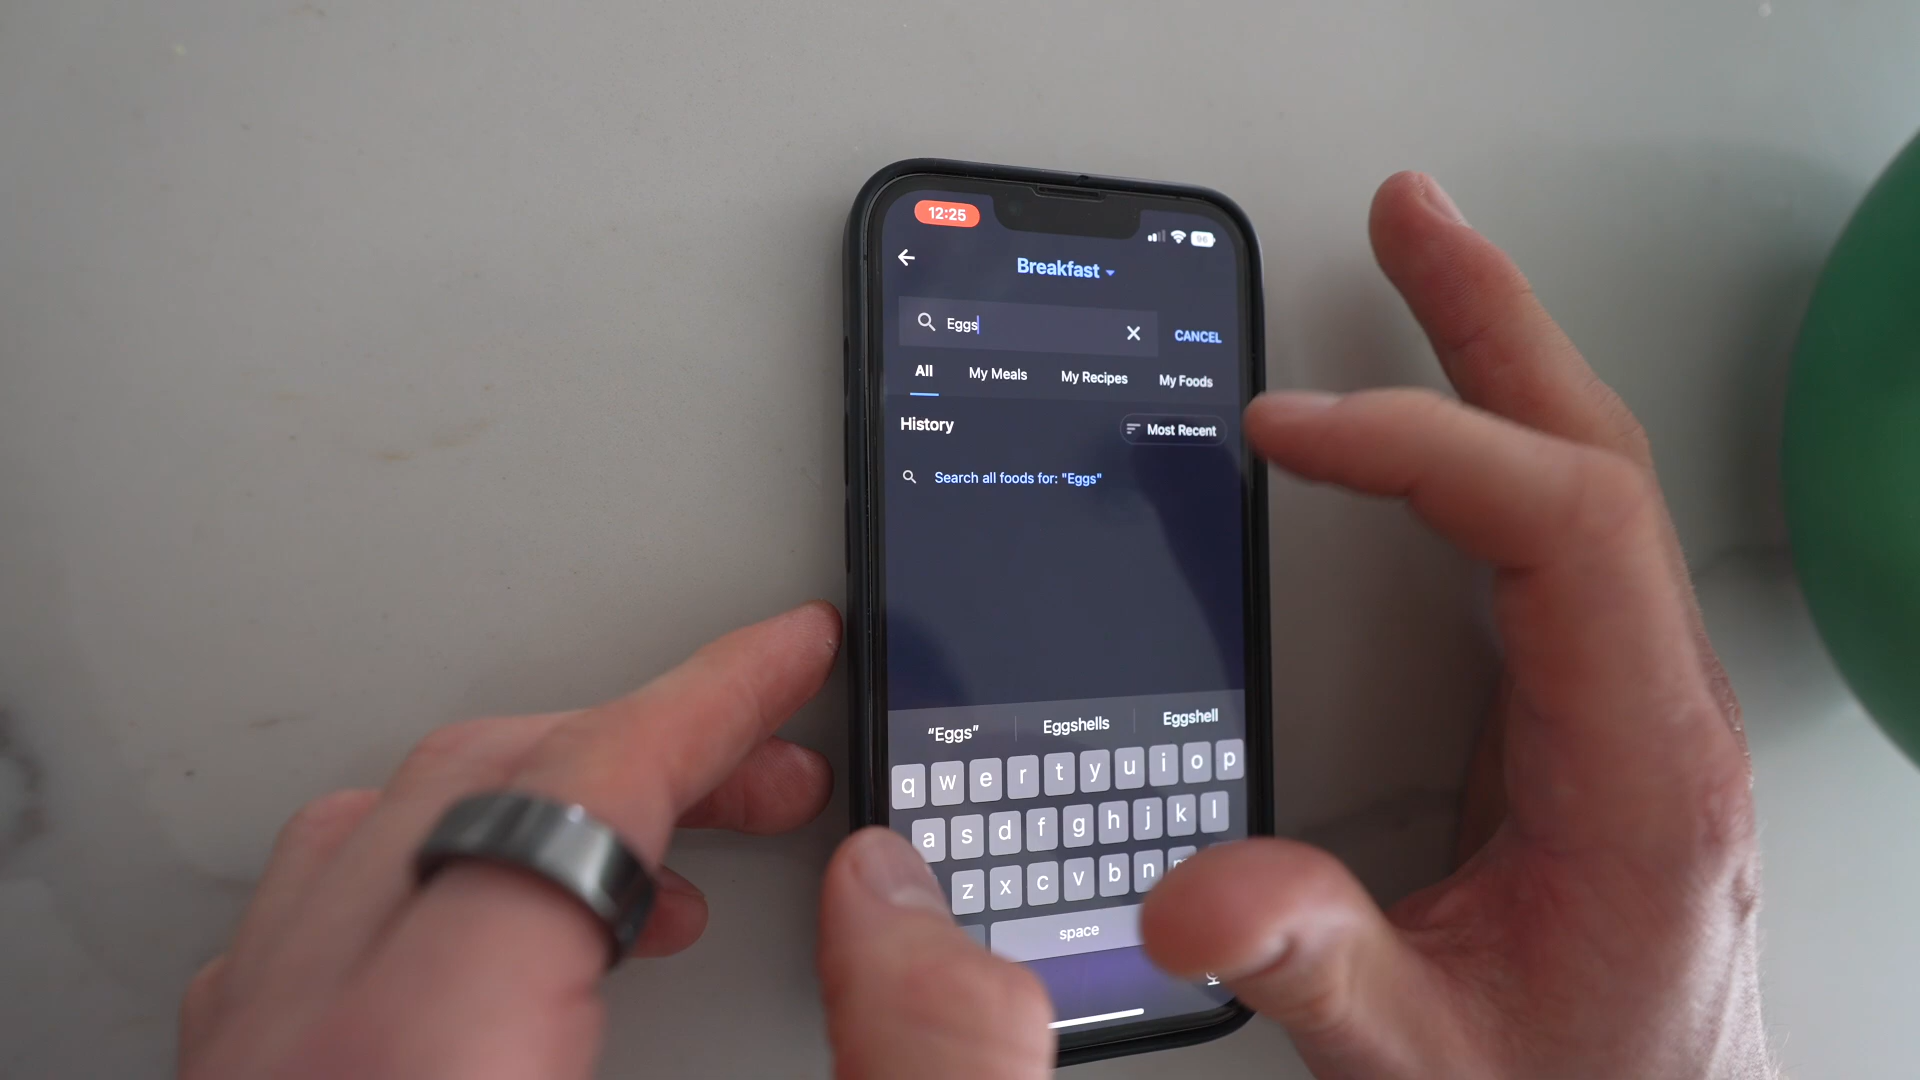 12:25
96
Breakfast
Eggs
CANCEL
All My Meals My Recipes My Foods
History Most Recent
Search all foods for: "Eggs"
“Eggs” Eggshells Eggshell
q w e r t y u i o p
a s d f g h j k l
z x c v b n
space